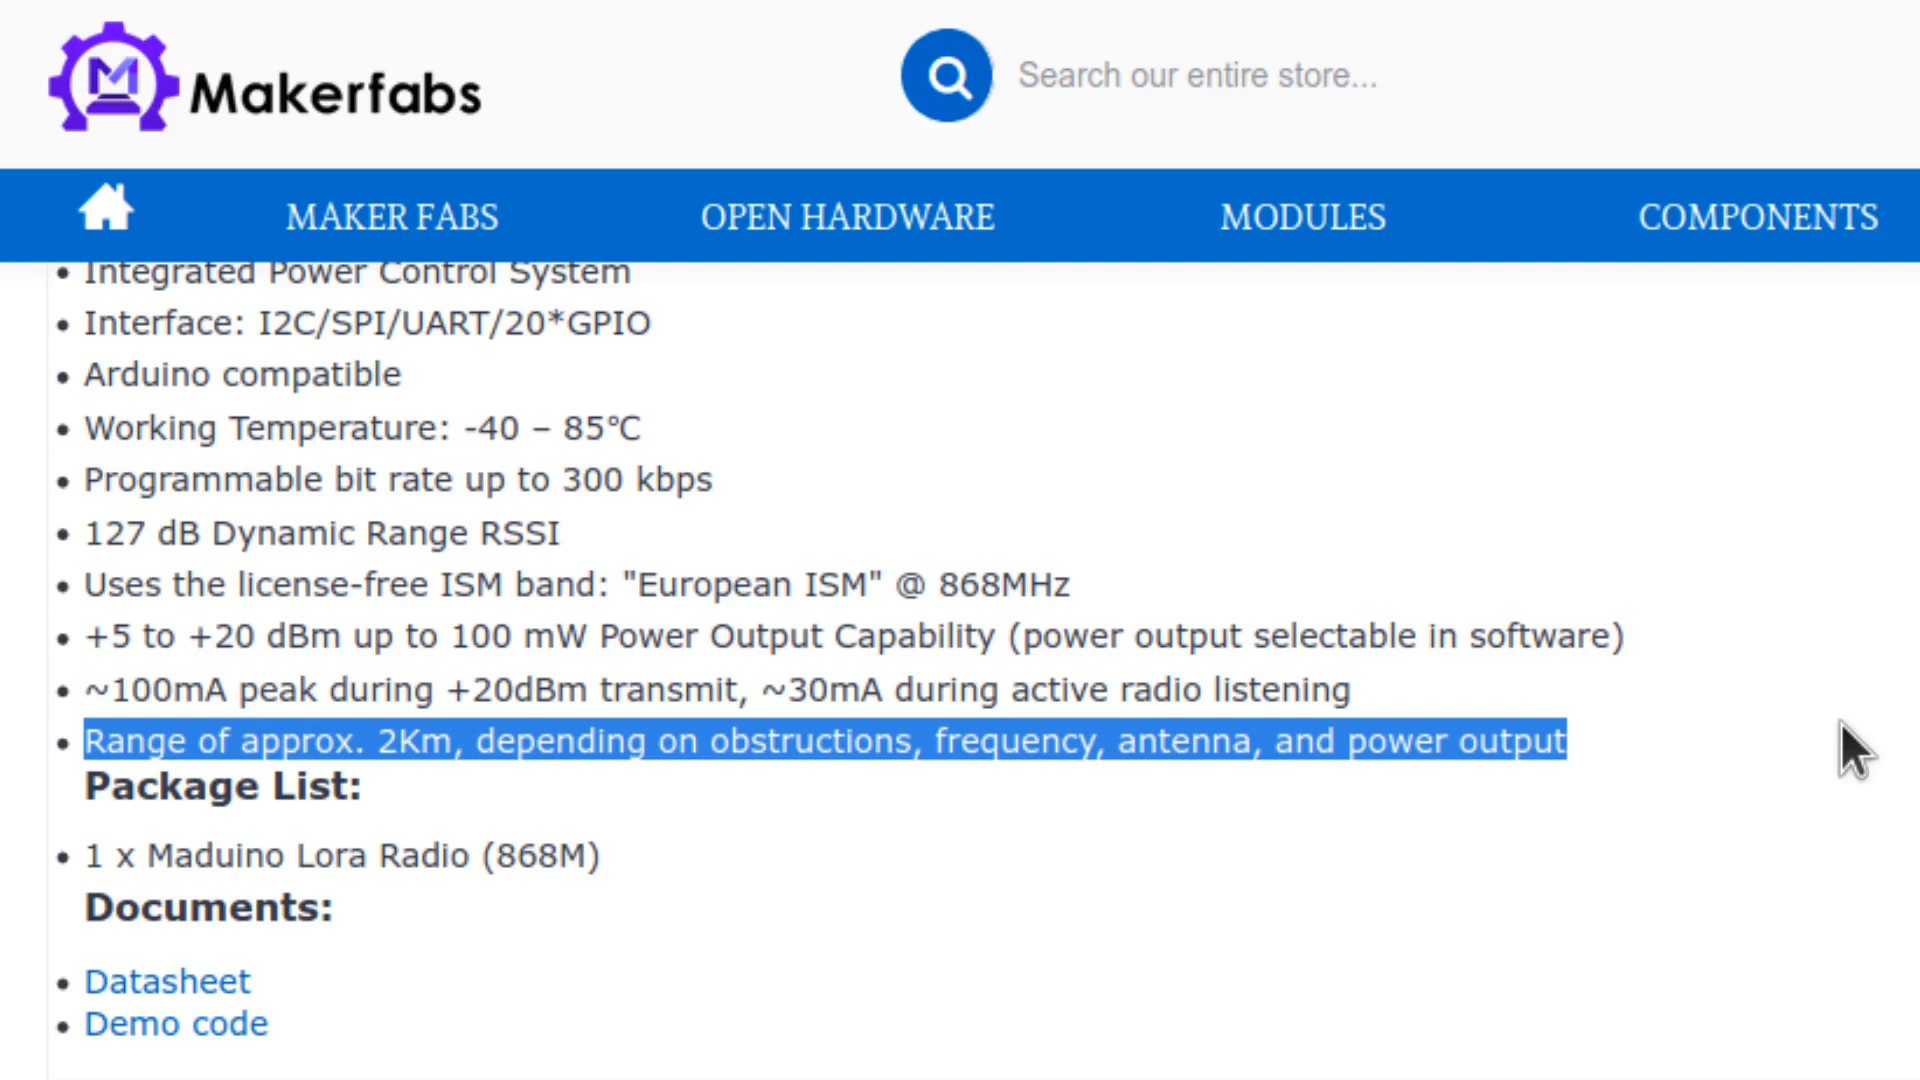 Makerfabs
Search our entire store...
MAKER FABS
OPEN HARDWARE
MODULES
COMPONENTS
Integrated Power Control System
Interface: I2C/SPI/UART/20*GPIO
Arduino compatible
Working Temperature: -40 – 85℃
Programmable bit rate up to 300 kbps
127 dB Dynamic Range RSSI
Uses the license-free ISM band: "European ISM" @ 868MHz
+5 to +20 dBm up to 100 mW Power Output Capability (power output selectable in software)
~100mA peak during +20dBm transmit, ~30mA during active radio listening
Range of approx. 2Km, depending on obstructions, frequency, antenna, and power output
Package List:
1 x Maduino Lora Radio (868M)
Documents:
Datasheet
Demo code